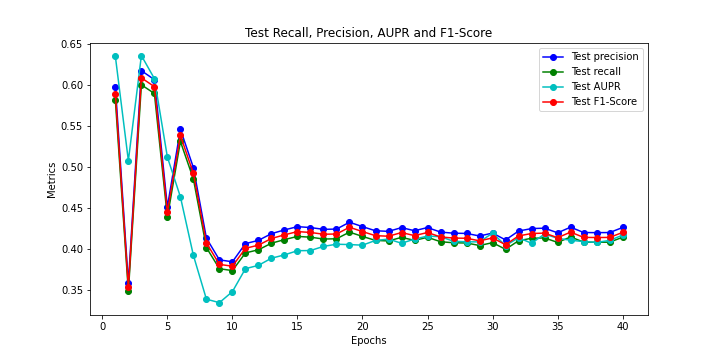 Test Recall, Precision, AUPR and F1-Score
0.65
0.60
0.55
0.50
0.45
0.40
0.35
Metrics
Test precision
Test recall
Test AUPR
Test F1-Score
0 5 10 15 20 25 30 35 40
Epochs